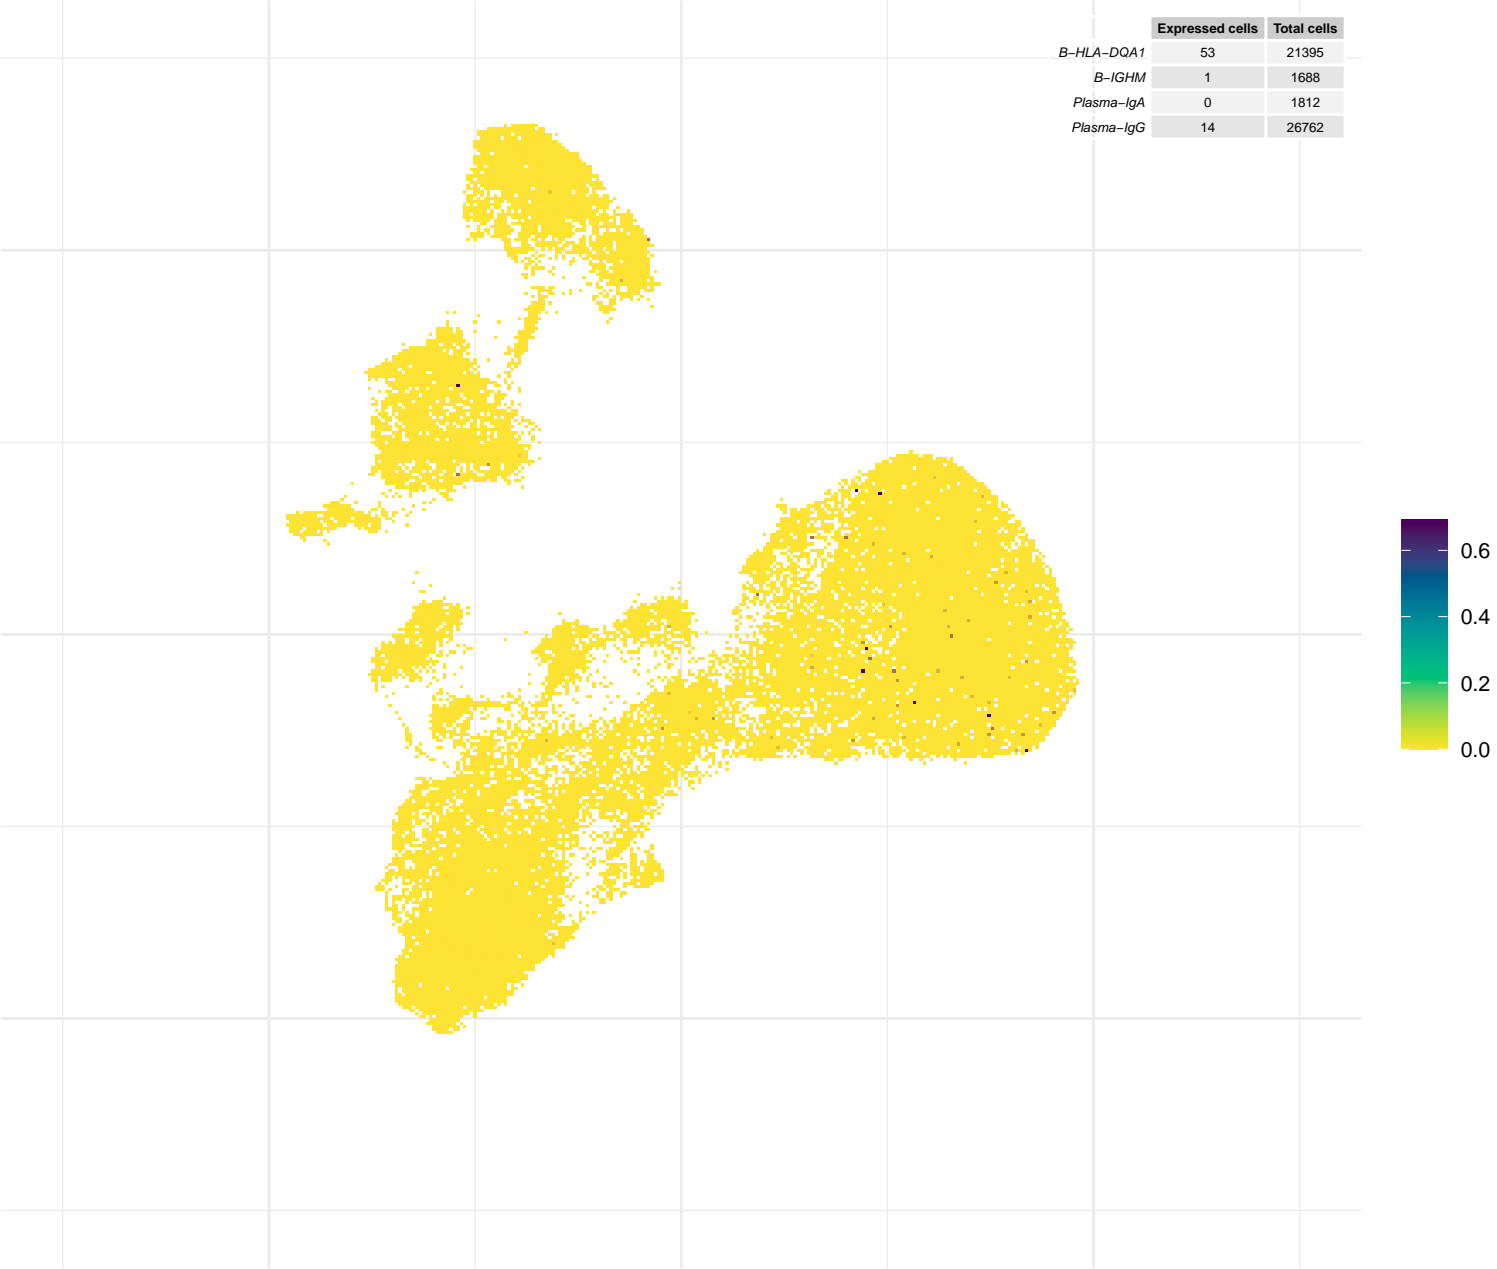 Expressed cells Total cells
B−HLA−DQA1 53 21395
B−IGHM 1 1688
Plasma−IgA 0 1812
Plasma−IgG 14 26762
0.6
0.4
0.2
0.0